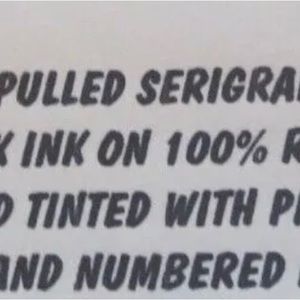 PULLED SERIGRA
K INK ON 100% R
D TINTED WITH P
AND NUMBERED